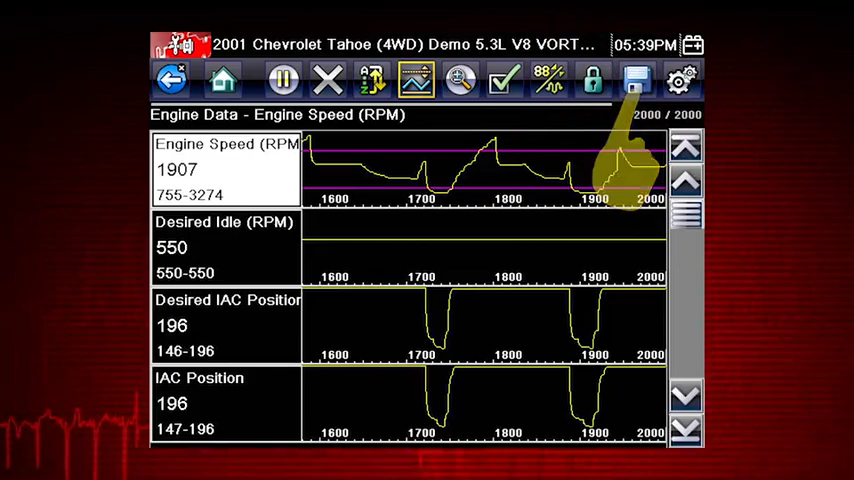 2001 Chevrolet Tahoe (4WD) Demo 5.3L V8 VORT... 05:39PM
Engine Data - Engine Speed (RPM) 2000 / 2000
Engine Speed (RPM
1907
755-3274
1600 1700 1800 1900 2000
Desired Idle (RPM)
550
550-550
1600 1700 1800 1900 2000
Desired IAC Position
196
146-196
1600 1700 1800 1900 2000
IAC Position
196
147-196
1600 1700 1800 1900 2000